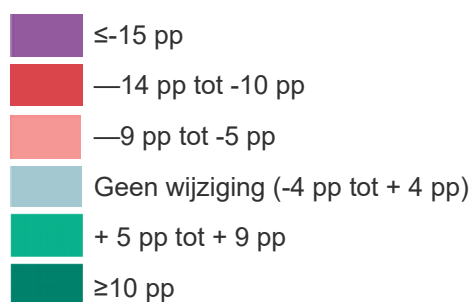 ≤-15 pp
—14 pp tot -10 pp
—9 pp tot -5 pp
Geen wijziging (-4 pp tot + 4 pp)
+ 5 pp tot + 9 pp
≥10 pp